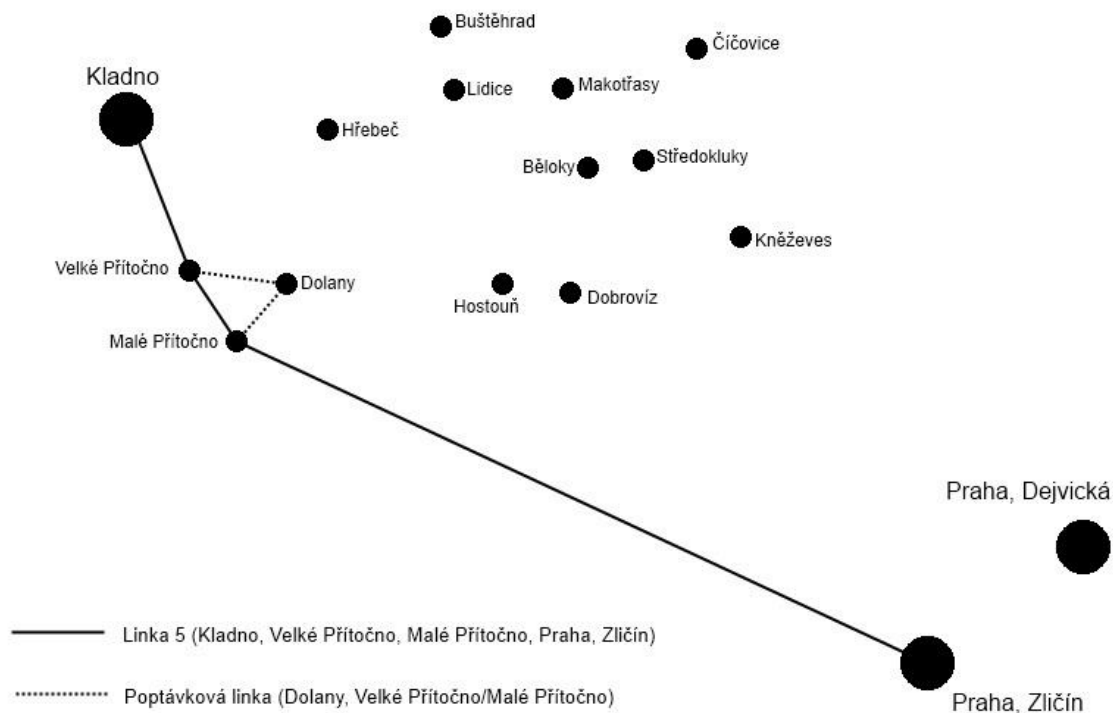 Buštěhrad
Číčovice
Kladno
Lidice
Makotřasy
Hřebeč
Středokluky
Běloky
Kněževes
Velké Přítočno
Dolany
Hostouň
Dobrovíz
Malé Přítočno
Praha, Dejvická
Linka 5 (Kladno, Velké Přítočno, Malé Přítočno, Praha, Zličín)
Poptávková linka (Dolany, Velké Přítočno/Malé Přítočno)
Praha, Zličín